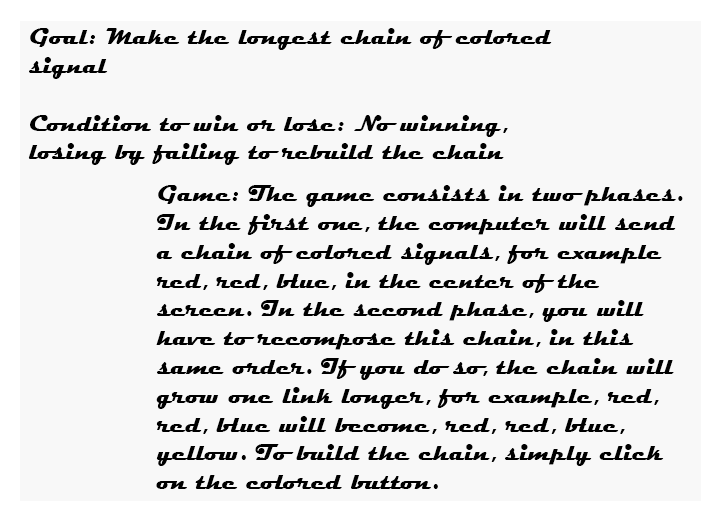 Goal: Make the longest chain of colored
signal
Condition to win or lose: No winning,
losing by failing to rebuild the chain
Game: The game consists in two phases.
In the first one, the computer will send
a chain of colored signals, for example
red, red, blue, in the center of the
screen. In the second phase, you will
have to recompose this chain, in this
same order. If you do so, the chain will
grow one link longer, for example, red,
red, blue will become, red, red, blue,
yellow. To build the chain, simply click
on the colored button.